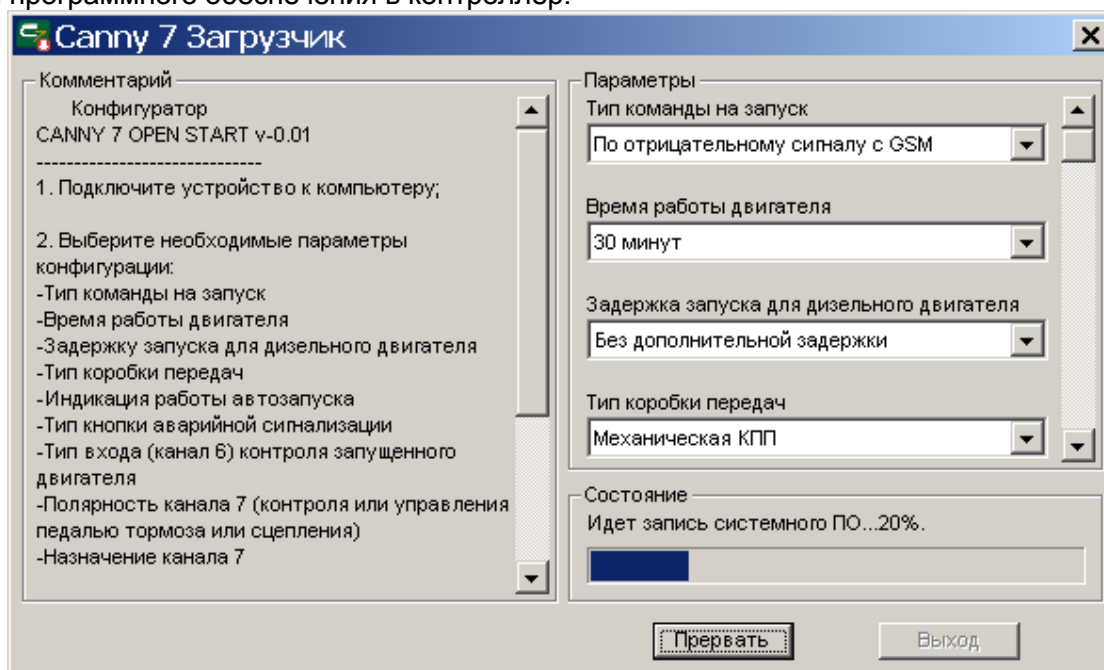 программного обеспечения в контроллер.
Canny 7 Загрузчик
Комментарий
Конфигуратор
CANNY 7 OPEN START v-0.01
------------------------------
1. Подключите устройство к компьютеру;
2. Выберите необходимые параметры
конфигурации:
-Тип команды на запуск
-Время работы двигателя
-Задержку запуска для дизельного двигателя
-Тип коробки передач
-Индикация работы автозапуска
-Тип кнопки аварийной сигнализации
-Тип входа (канал 6) контроля запущенного
двигателя
-Полярность канала 7 (контроля или управления
педалью тормоза или сцепления)
-Назначение канала 7
Параметры
Тип команды на запуск
По отрицательному сигналу с GSM
Время работы двигателя
30 минут
Задержка запуска для дизельного двигателя
Без дополнительной задержки
Тип коробки передач
Механическая КПП
Состояние
Идет запись системного ПО...20%.
Прервать
Выход